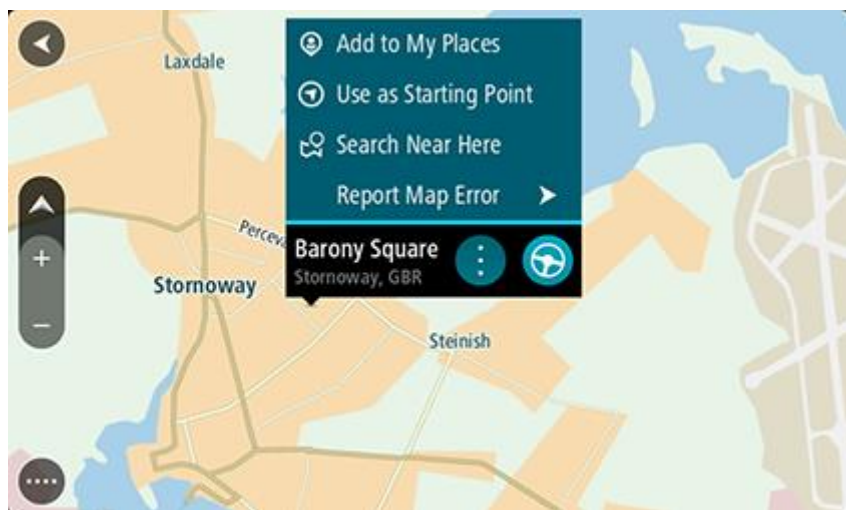 Laxdale
Add to My Places
Use as Starting Point
Search Near Here
Report Map Error
Perceva
Barony Square
Stornoway, GBR
Stornoway
Steinish